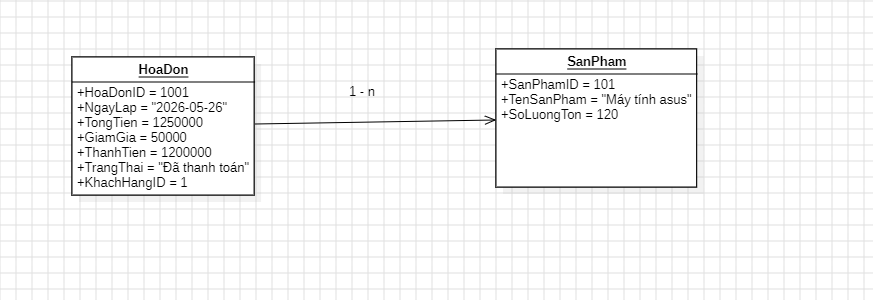 HoaDon
+HoaDonID = 1001
+NgayLap = "2026-05-26"
+TongTien = 1250000
+GiamGia = 50000
+ThanhTien = 1200000
+TrangThai = "Đã thanh toán"
+KhachHangID = 1
1 - n
SanPham
+SanPhamID = 101
+TenSanPham = "Máy tính asus"
+SoLuongTon = 120